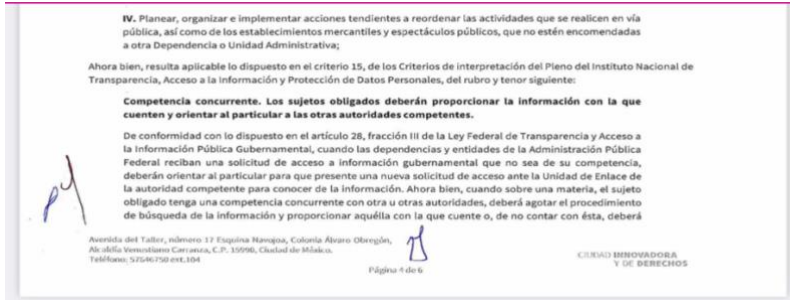 IV. Planear, organizar e implementar acciones tendientes a reordenar las actividades que se realicen en vía
pública, así como de los establecimientos mercantiles y espectáculos públicos, que no estén encomendadas
a otra Dependencia o Unidad Administrativa;
Ahora bien, resulta aplicable lo dispuesto en el criterio 15, de los Criterios de interpretación del Pleno del Instituto Nacional de
Transparencia, Acceso a la Información y Protección de Datos Personales, del rubro y tenor siguiente:
Competencia concurrente. Los sujetos obligados deberán proporcionar la información con la que
cuenten y orientar al particular a las otras autoridades competentes.
De conformidad con lo dispuesto en el artículo 28, fracción III de la Ley Federal de Transparencia y Acceso a
la Información Pública Gubernamental, cuando las dependencias y entidades de la Administración Pública
Federal reciban una solicitud de acceso a información gubernamental que no sea de su competencia,
deberán orientar al particular para que presente una nueva solicitud de acceso ante la Unidad de Enlace de
la autoridad competente para conocer de la información. Ahora bien, cuando sobre una materia, el sujeto
obligado tenga una competencia concurrente con otra u otras autoridades, deberá agotar el procedimiento
de búsqueda de la información y proporcionar aquélla con la que cuente o, de no contar con ésta, deberá
Avenida del Taller, número 17 Esquina Navojoa, Colonia Álvaro Obregón,
Alcaldía Venustiano Carranza, C.P. 15990, Ciudad de México.
Teléfono; 57646750 ext.104
Página 4 de 6
CIUDAD INNOVADORA
Y DE DERECHOS